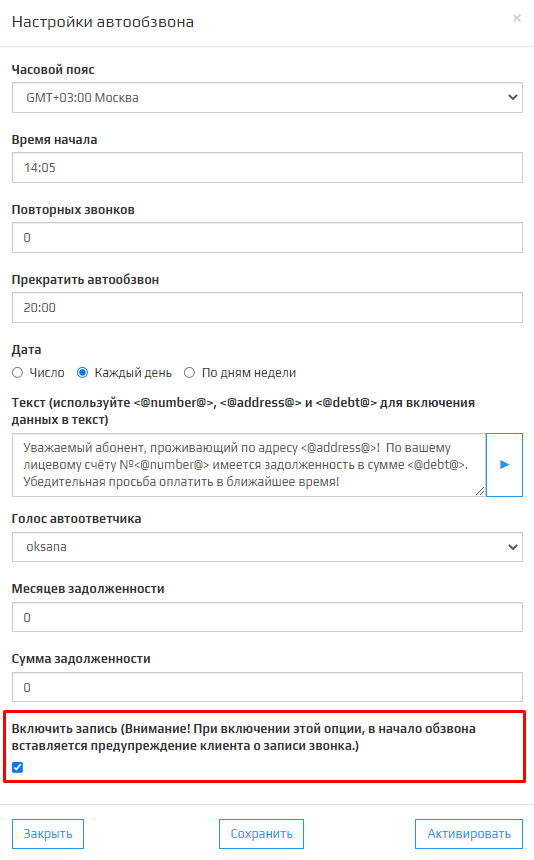 Настройки автообзвона
×
Часовой пояс
GMT+03:00 Москва
Время начала
14:05
Повторных звонков
0
Прекратить автообзвон
20:00
Дата
Число Каждый день По дням недели
Текст (используйте <@number@>, <@address@> и <@debt@> для включения
данных в текст)
Уважаемый абонент, проживающий по адресу <@address@>! По вашему
лицевому счёту №<@number@> имеется задолженность в сумме <@debt@>.
Убедительная просьба оплатить в ближайшее время!
Голос автоответчика
oksana
Месяцев задолженности
0
Сумма задолженности
0
Включить запись (Внимание! При включении этой опции, в начало обзвона
вставляется предупреждение клиента о записи звонка.)
Закрыть Сохранить Активировать